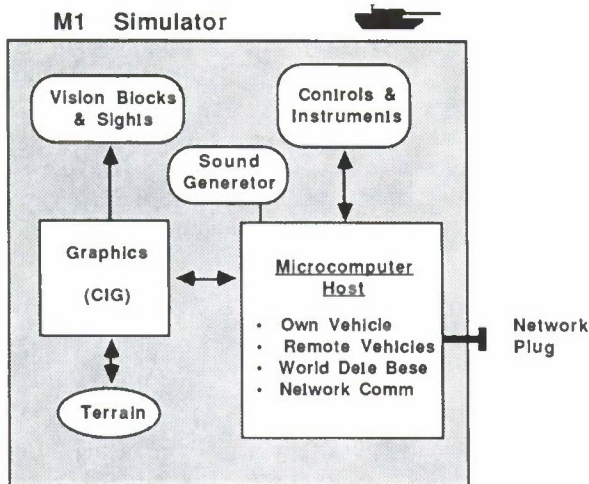 M1 Simulator
Vision Blocks
& Sights
Controls &
Instruments
Sound
Generetor
Graphics
(CIG)
Microcomputer
Host
• Own Vehicle
• Remote Vehicles
• World Dete Bese
• Network Comm
Network
Plug
Terrain